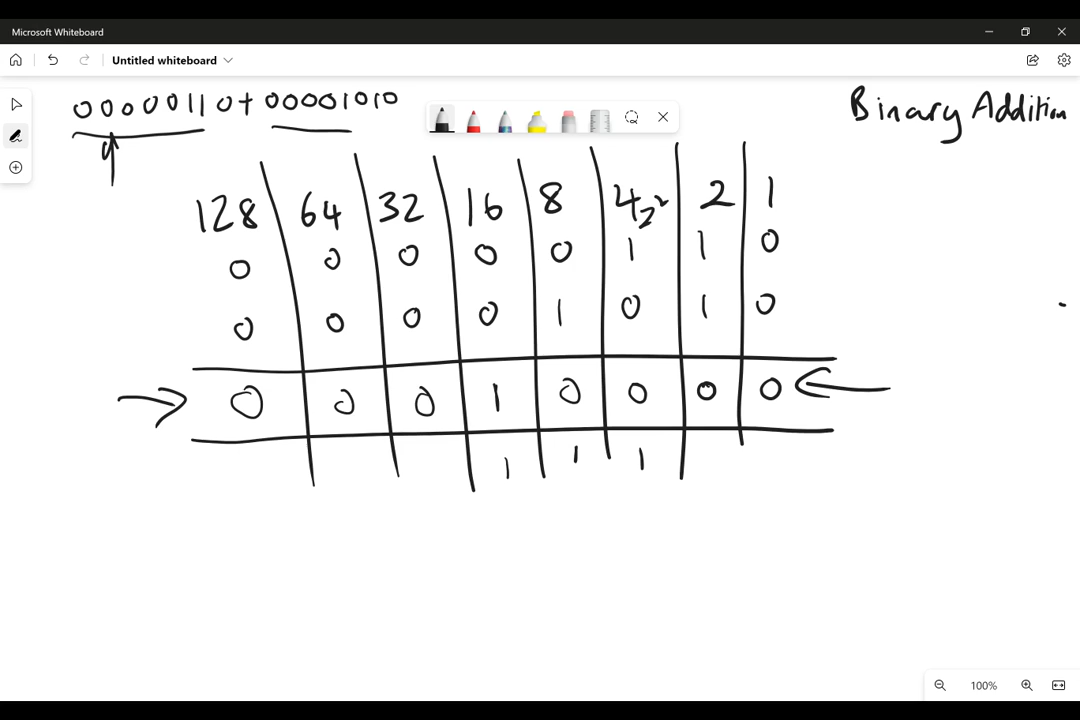 Microsoft Whiteboard
Untitled whiteboard
00000110+00001010
Binary Addition
128 64 32 16 8 4 2² 2 1
0 0 0 0 0 1 1 0
0 0 0 0 1 0 1 0
0 0 0 1 0 0 0 0
1 1 1
100%